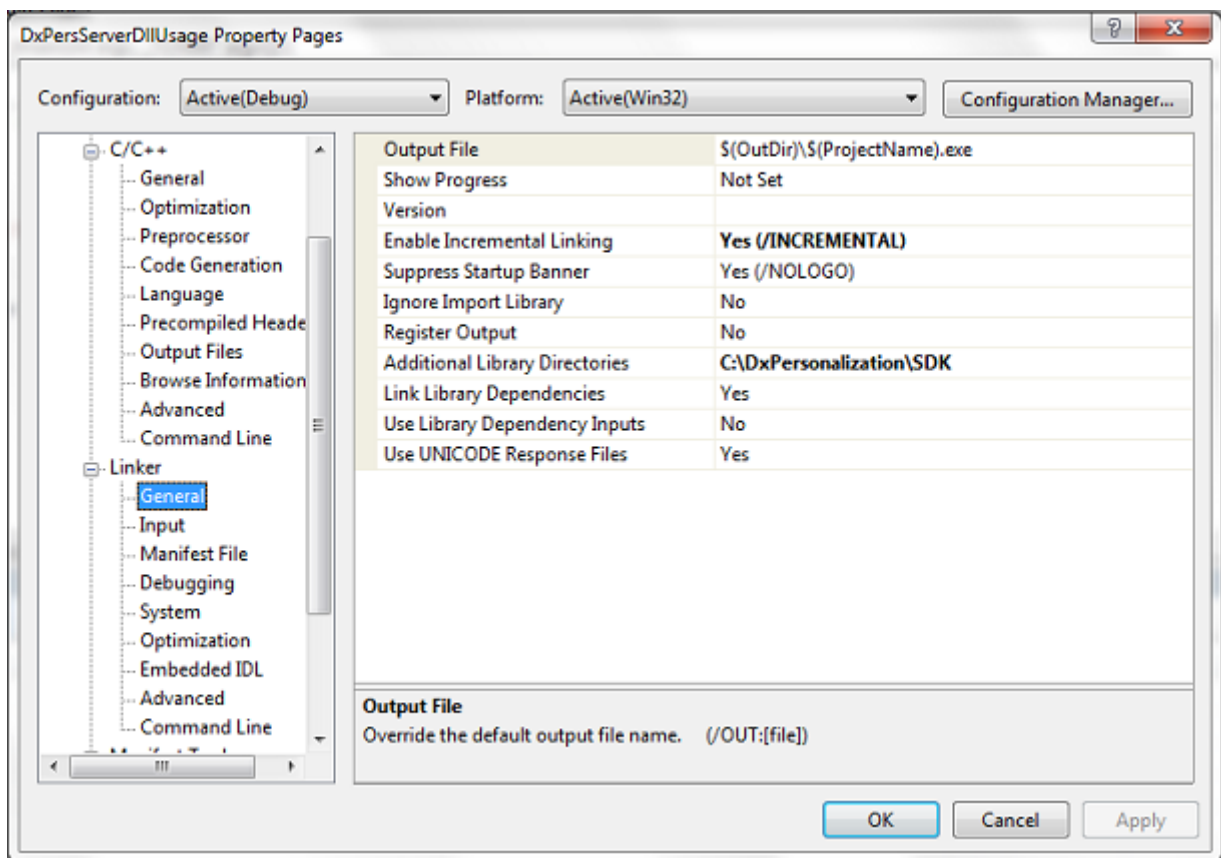 DxPersServerDllUsage Property Pages
Configuration: Active(Debug) Platform: Active(Win32) Configuration Manager...
C/C++
General
Optimization
Preprocessor
Code Generation
Language
Precompiled Heade
Output Files
Browse Information
Advanced
Command Line
Linker
General
Input
Manifest File
Debugging
System
Optimization
Embedded IDL
Advanced
Command Line
Output File $(OutDir)\$(ProjectName).exe
Show Progress Not Set
Version
Enable Incremental Linking Yes (/INCREMENTAL)
Suppress Startup Banner Yes (/NOLOGO)
Ignore Import Library No
Register Output No
Additional Library Directories C:\DxPersonalization\SDK
Link Library Dependencies Yes
Use Library Dependency Inputs No
Use UNICODE Response Files Yes
Output File
Override the default output file name. (/OUT:[file])
OK Cancel Apply